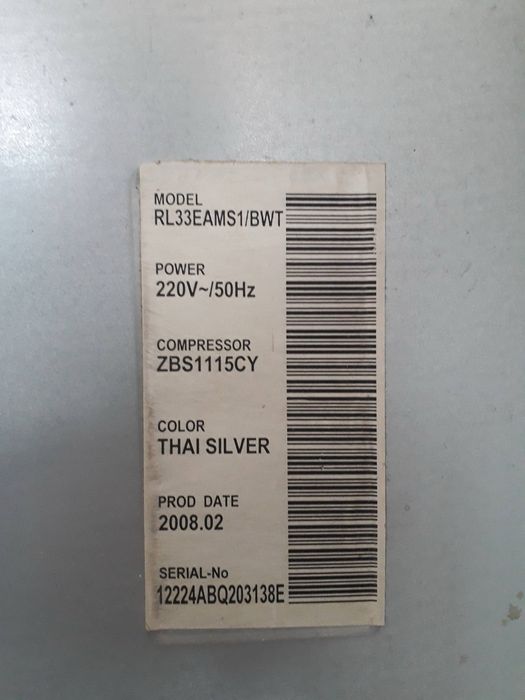 MODEL
RL33EAMS1/BWT
POWER
220V~/50Hz
COMPRESSOR
ZBS1115CY
COLOR
THAI SILVER
PROD DATE
2008.02
SERIAL-No
12224ABQ203138E